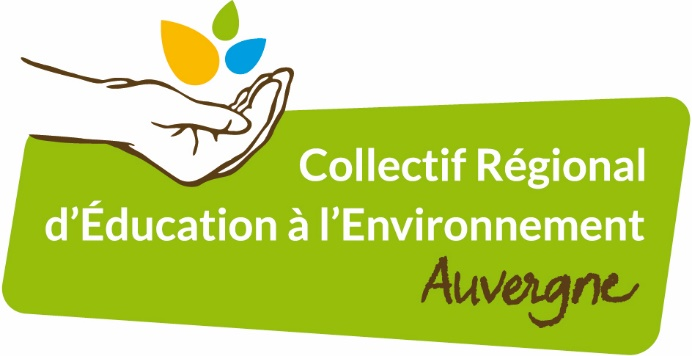 Collectif Régional
d’Éducation à l’Environnement
Auvergne